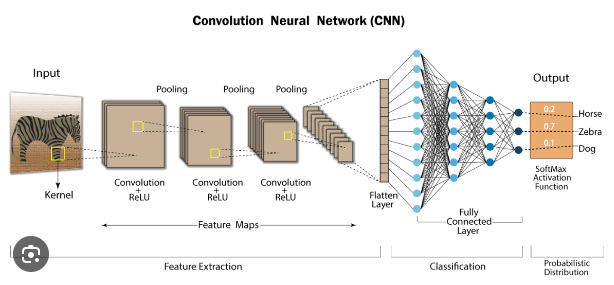 Convolution Neural Network (CNN)
Input
Output
Pooling
Pooling
Pooling
0.2
Horse
0.7
Zebra
0.1
Dog
Kernel
Convolution
+
ReLU
Convolution
+
ReLU
Convolution
+
ReLU
Flatten
Layer
SoftMax
Activation
Function
Feature Maps
Fully
Connected
Layer
Feature Extraction
Classification
Probabilistic
Distribution